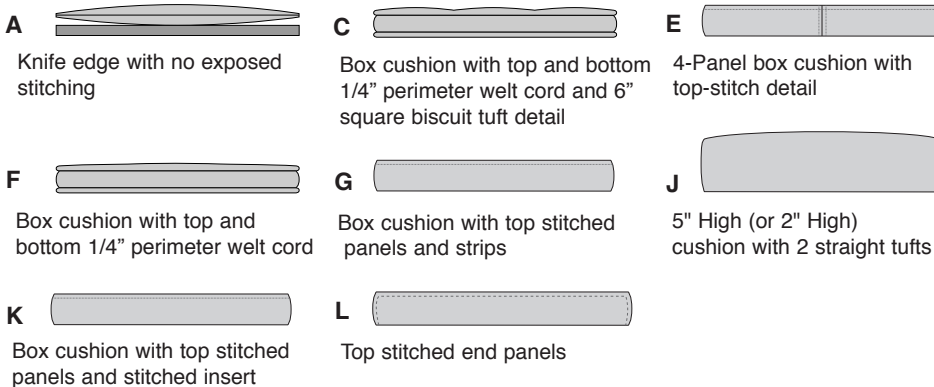 A
Knife edge with no exposed
stitching
C
Box cushion with top and bottom
1/4” perimeter welt cord and 6”
square biscuit tuft detail
E
4-Panel box cushion with
top-stitch detail
F
Box cushion with top and
bottom 1/4” perimeter welt cord
G
Box cushion with top stitched
panels and strips
J
5" High (or 2" High)
cushion with 2 straight tufts
K
Box cushion with top stitched
panels and stitched insert
L
Top stitched end panels